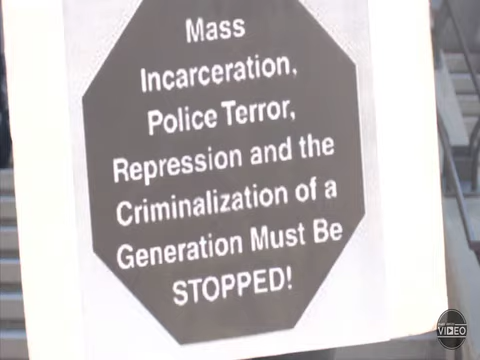 Mass
Incarceration,
Police Terror,
Repression and the
Criminalization of a
Generation Must Be
STOPPED!
VIDEO